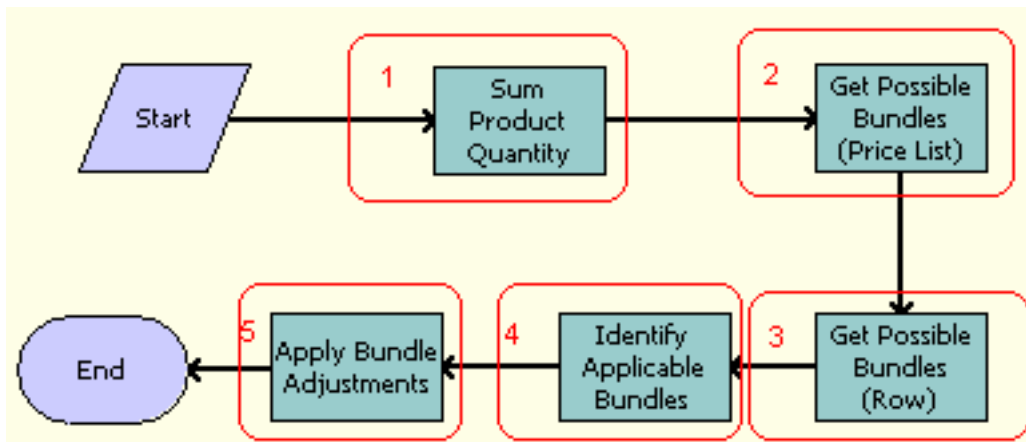 Start
1
Sum
Product
Quantity
2
Get Possible
Bundles
(Price List)
3
Get Possible
Bundles
(Row)
4
Identify
Applicable
Bundles
5
Apply Bundle
Adjustments
End